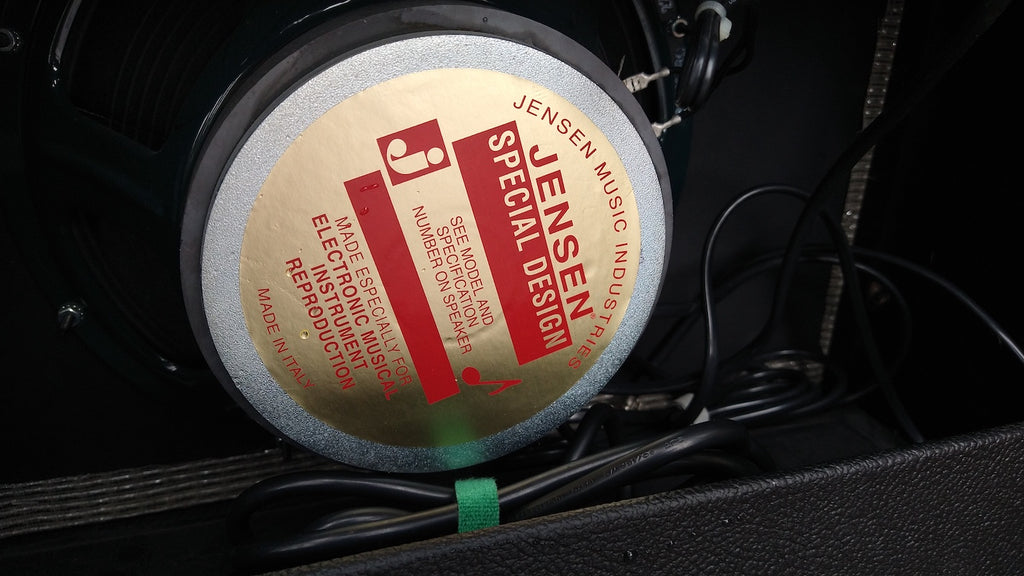 JENSEN MUSIC INDUSTRIES
JENSEN®
SPECIAL DESIGN
j
SEE MODEL AND
SPECIFICATION
NUMBER ON SPEAKER
MADE ESPECIALLY FOR
ELECTRONIC MUSICAL
INSTRUMENT
REPRODUCTION
MADE IN ITALY